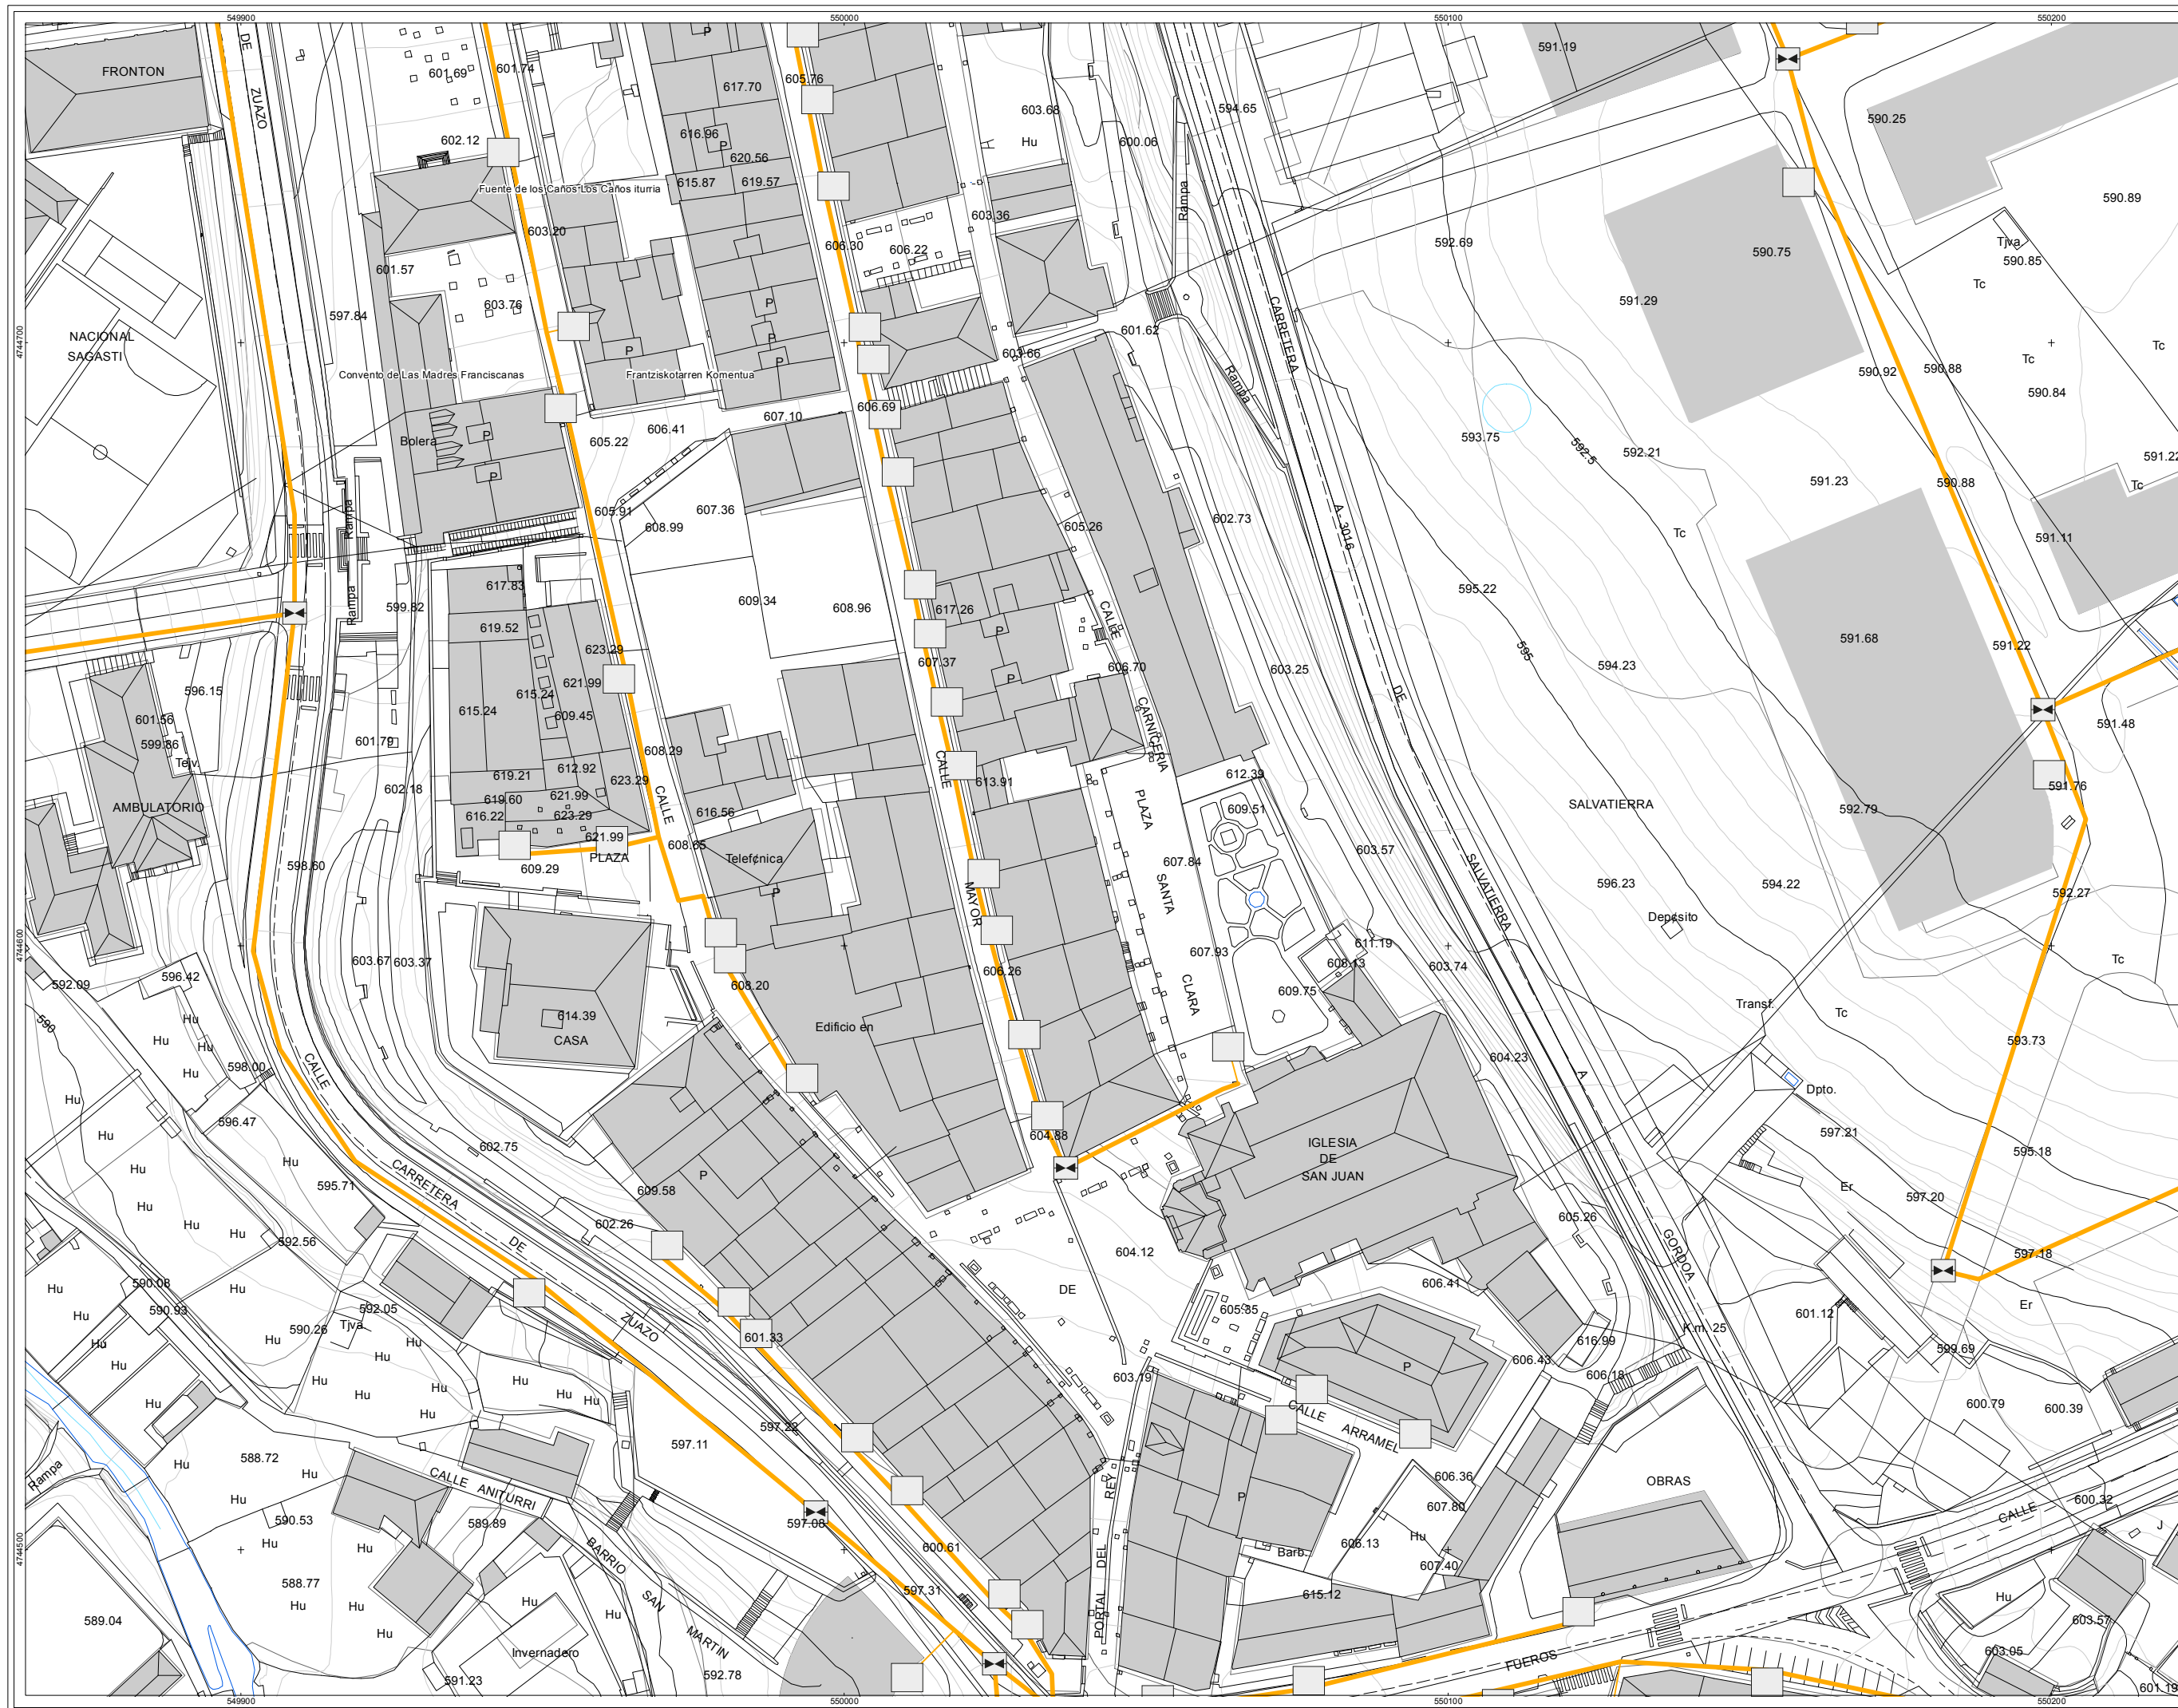 549900
550000
550100
550200
FRONTON
601.69
601.74
617.70
605.76
603.68
594.65
591.19
590.25
DE
ZUAZO
602.12
616.96
P
P
620.56
Hu
600.06
Fuente de los Caños Los Caños iturria
615.87
619.57
Rampa
590.89
603.20
606.30
606.22
603.36
592.69
590.75
Tjva.
590.85
601.57
603.76
Tc
597.84
P
591.29
NACIONAL
SAGASTI
4744700
P
P
P
601.62
603.66
CARRETERA
Tc
Tc
Convento de Las Madres Franciscanas
Frantziskotarren Komentua
Rampa
590.92
590.88
590.84
606.69
607.10
606.41
605.22
Bolera
P
P
593.75
592.5
592.21
591.22
591.23
590.88
Tc
605.91
608.99
607.36
605.26
602.73
A- 3016
Tc
591.11
Rampa
617.83
Rampa
599.82
609.34
608.96
617.26
CALLE
595.22
619.52
623.29
P
607.37
606.70
603.25
595
594.23
591.68
591.22
596.15
615.24
615.24
621.99
609.45
P
DE
601.56
599.86
601.79
608.29
CARNICERIA
591.48
Tejv.
602.18
619.21
612.92
623.29
CALLE
613.91
612.39
591.76
AMBULATORIO
619.60
621.99
616.22
623.29
CALLE
616.56
PLAZA
609.51
SALVATIERRA
592.79
598.60
621.99
PLAZA
608.65
609.29
Telefónica
P
MAYOR
SANTA
607.84
603.57
SALVATIERRA
596.23
594.22
592.27
Deposito
4744600
592.09
596.42
603.67
603.37
608.20
606.26
607.93
611.19
608.13
603.74
Tc
590
Hu
Hu
Hu
Hu
614.39
CASA
Edificio en
CLARA
609.75
Transf.
Tc
593.73
598.00
CALLE
604.23
A
Dpto.
Hu
596.47
Hu
602.75
604.88
IGLESIA
DE
SAN JUAN
597.21
595.18
Hu
Hu
595.71
CARRETERA
609.58
P
Er
597.20
Hu
Hu
Hu
592.56
DE
602.26
604.12
605.26
GORDOA
597.18
590.08
Hu
Hu
Hu
590.93
592.05
Tjva.
590.26
ZUAZO
601.33
DE
605.85
606.41
601.12
Er
Hu
Hu
Hu
Hu
Hu
K.m. 25
616.99
606.43
P
599.69
Hu
Hu
Hu
Hu
Hu
Hu
603.19
606.18
600.79
600.39
Hu
597.22
597.11
CALLE
ARRAMEL
588.72
Hu
Rampa
Hu
Hu
CALLE
ANITURRI
REY
P
606.36
607.80
OBRAS
590.53
589.89
597.08
CALLE
600.32
J
4744500
Hu
Hu
BARRIO
600.61
DEL
Barb.
606.13
Hu
607.40
588.77
Hu
Hu
Hu
589.04
Hu
Hu
Hu
SAN
597.31
615.12
Hu
603.57
Invernadero
MARTIN
592.78
591.23
PORTAL
FUEROS
603.05
601.19
549900
550000
550100
550200